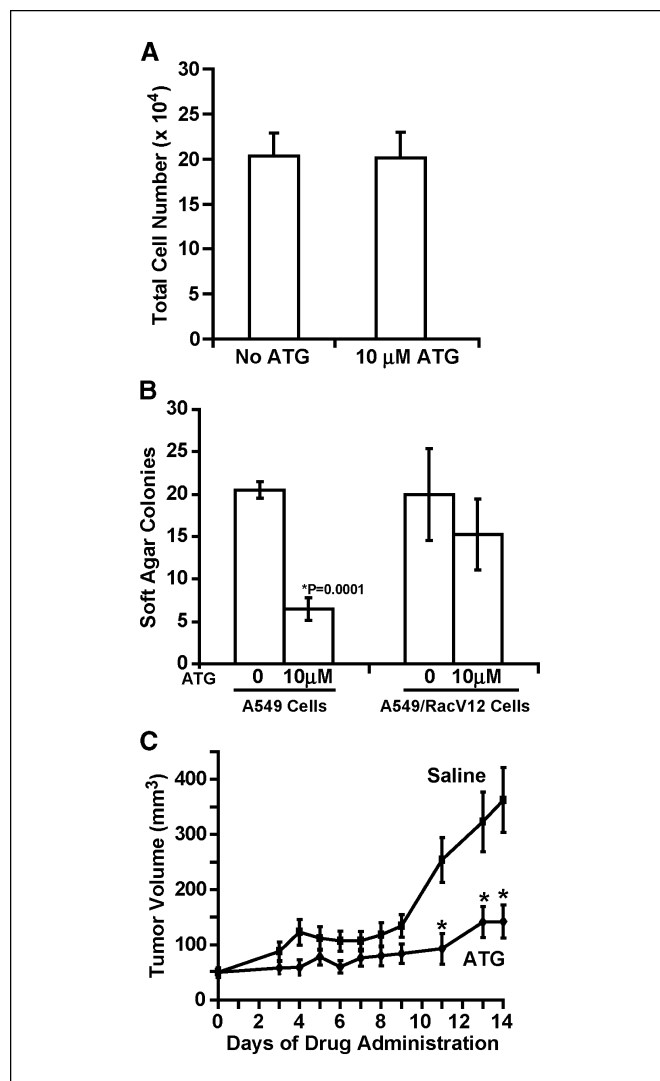 A
Total Cell Number (x 10⁴)
30
25
20
15
10
5
0
No ATG 10 µM ATG
B
Soft Agar Colonies
30
25
20
15
10
5
0
*P=0.0001
ATG 0 10µM 0 10µM
A549 Cells A549/RacV12 Cells
C
Tumor Volume (mm³)
400
300
200
100
0
Saline
* * *
ATG
0 2 4 6 8 10 12 14
Days of Drug Administration